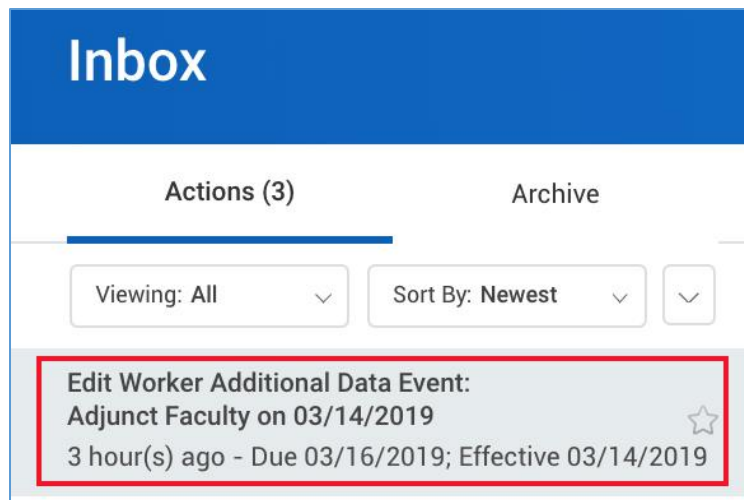 Inbox
Actions (3)
Archive
Viewing: All
Sort By: Newest
Edit Worker Additional Data Event:
Adjunct Faculty on 03/14/2019
3 hour(s) ago - Due 03/16/2019; Effective 03/14/2019